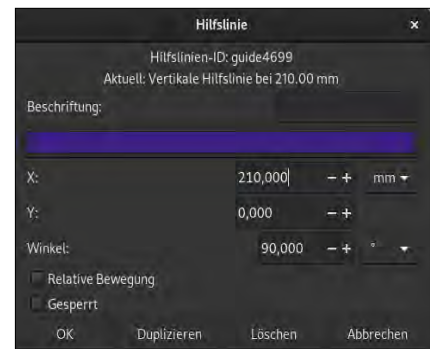 Hilfslinie ×
Hilfslinien-ID: guide4699
Aktuell: Vertikale Hilfslinie bei 210.00 mm
Beschriftung:
X: 210,000 − + mm
Y: 0,000 − +
Winkel: 90,000 − + °
Relative Bewegung
Gesperrt
OK Duplizieren Löschen Abbrechen